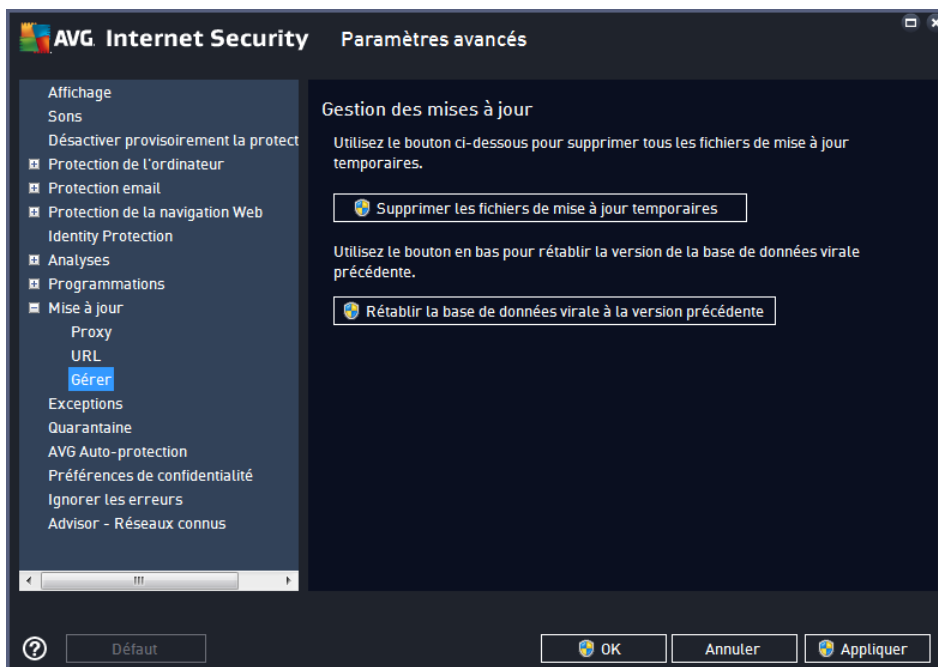 AVG. Internet Security Paramètres avancés
Affichage
Sons
Désactiver provisoirement la protect
Protection de l'ordinateur
Protection email
Protection de la navigation Web
Identity Protection
Analyses
Programmations
Mise à jour
Proxy
URL
Gérer
Exceptions
Quarantaine
AVG Auto-protection
Préférences de confidentialité
Ignorer les erreurs
Advisor - Réseaux connus
Gestion des mises à jour
Utilisez le bouton ci-dessous pour supprimer tous les fichiers de mise à jour
temporaires.
Supprimer les fichiers de mise à jour temporaires
Utilisez le bouton en bas pour rétablir la version de la base de données virale
précédente.
Rétablir la base de données virale à la version précédente
Défaut
OK
Annuler
Appliquer